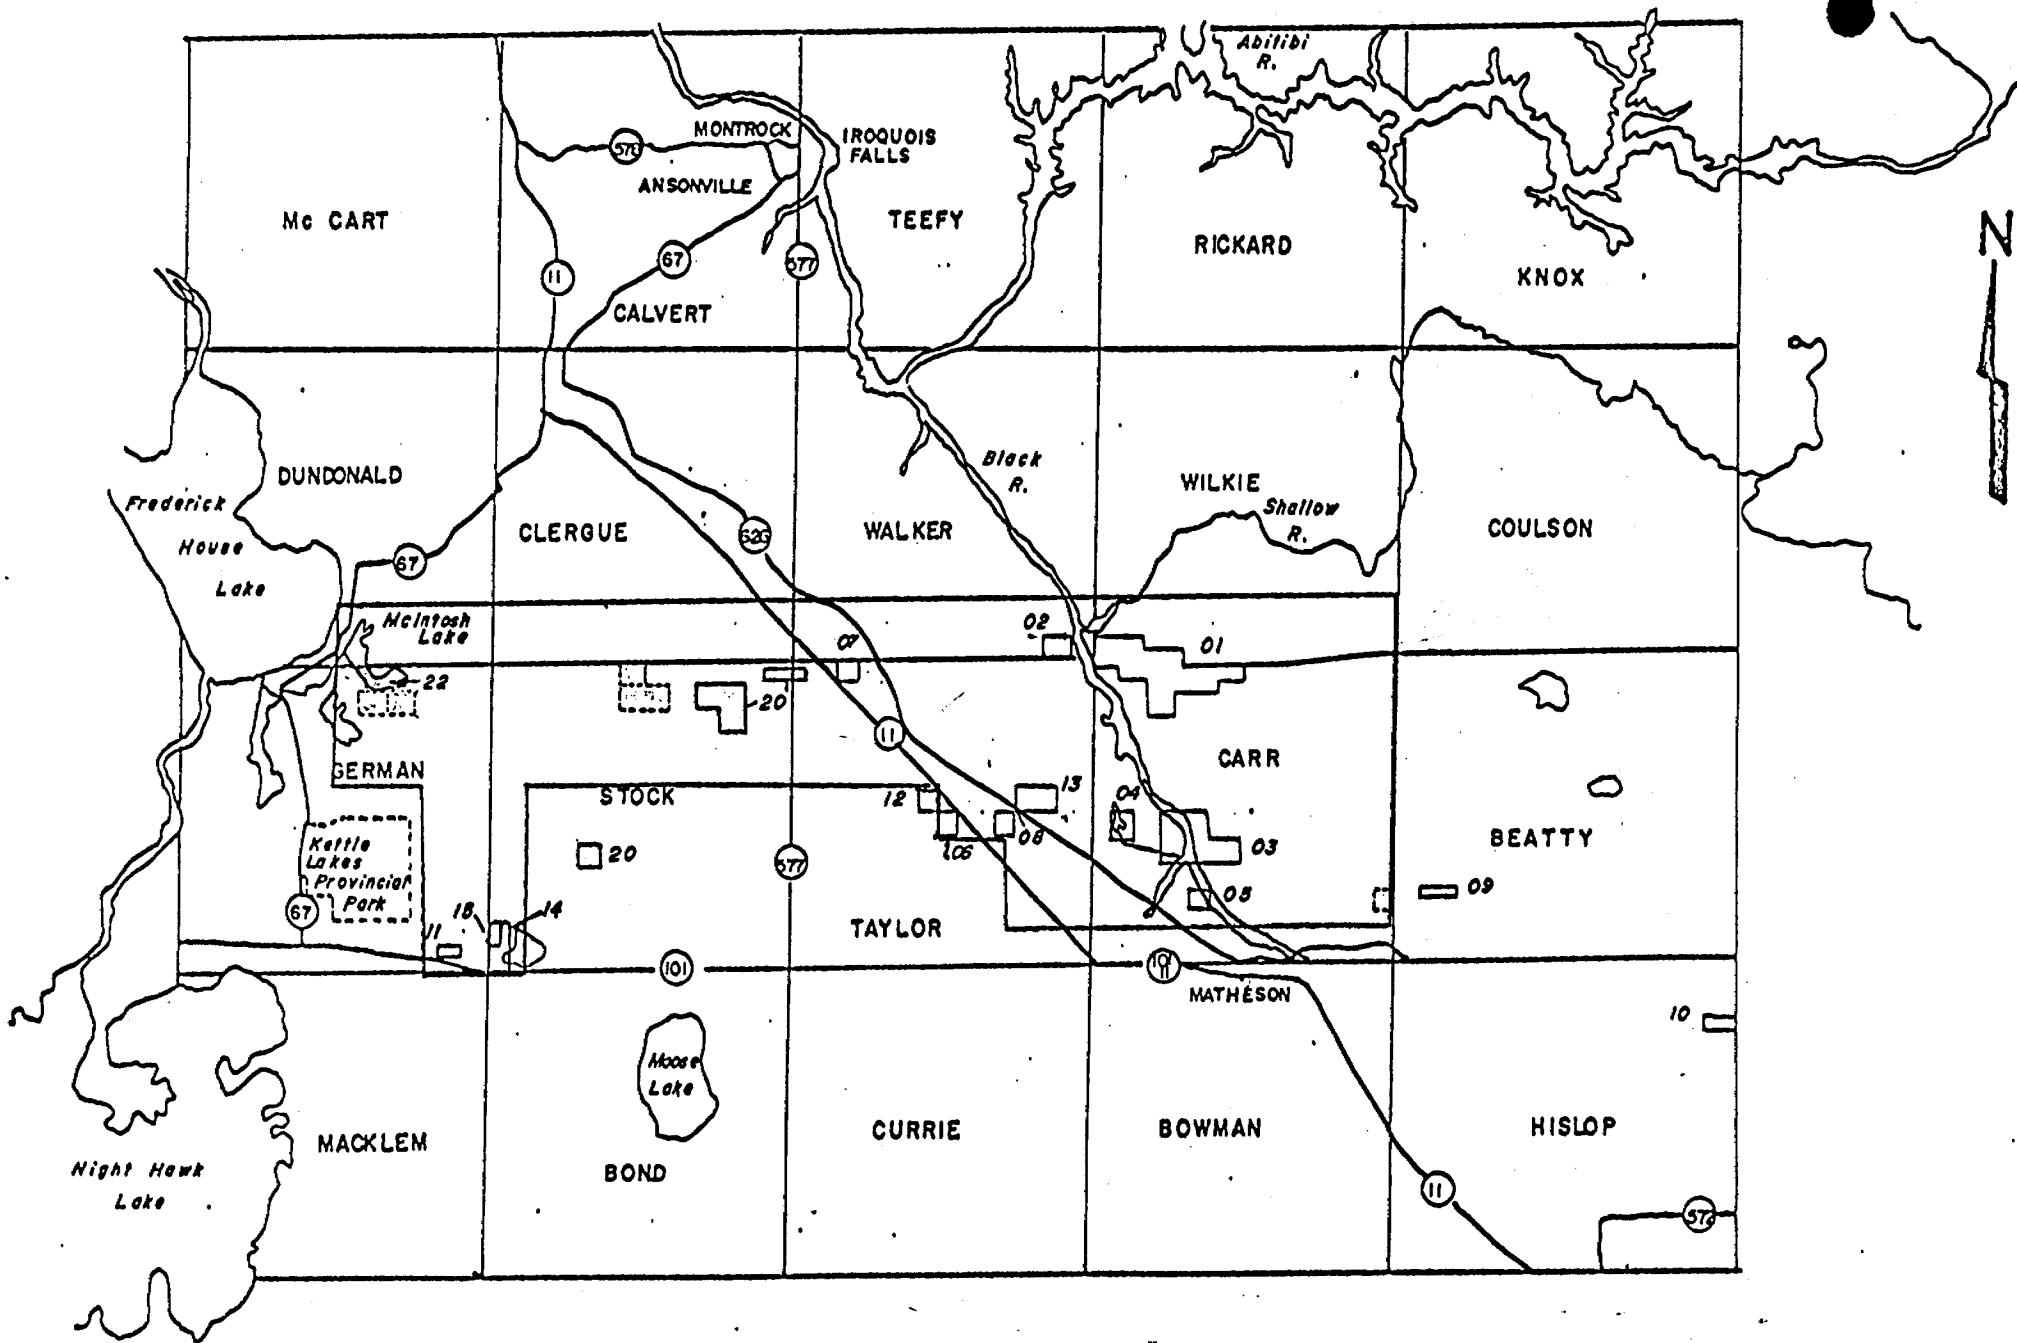 Abitibi
R.
MONTROCK
IROQUOIS
FALLS
578
ANSONVILLE
Mc CART
TEEFY
RICKARD
N
KNOX
11
67
577
CALVERT
DUNDONALD
Black
R.
WILKIE
Shallow
R.
Frederick
House
Lake
CLERGUE
626
WALKER
COULSON
67
McIntosh
Lake
02
01
07
22
20
11
GERMAN
CARR
STOCK
12
13
04
Kettle
Lakes
Provincial
Park
20
577
06
08
03
BEATTY
05
09
67
11
15
14
TAYLOR
101
MATHESON
10
Moose
Lake
MACKLEM
BOND
CURRIE
BOWMAN
HISLOP
Night Hawk
Lake
11